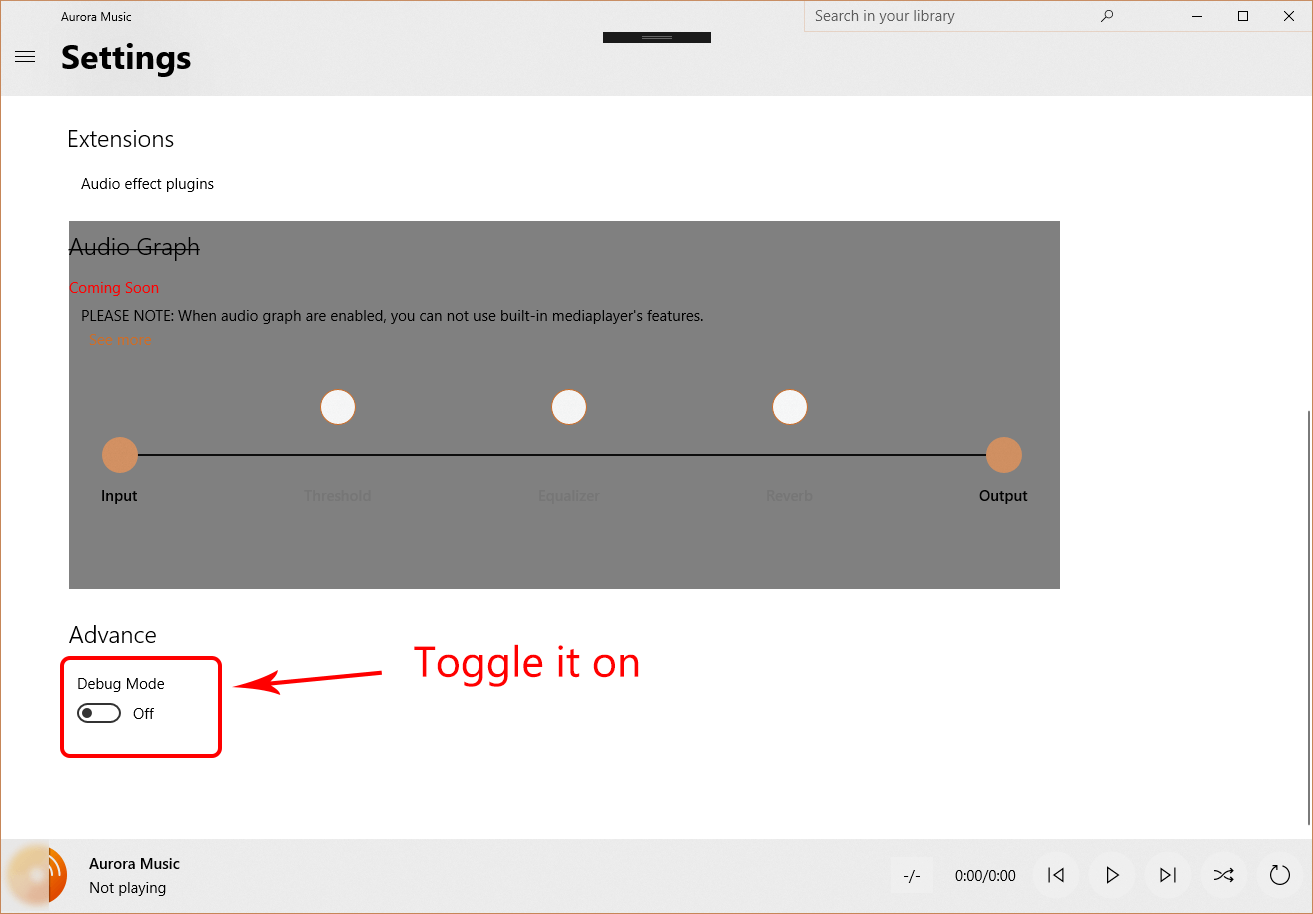 Aurora Music
Search in your library
Settings
Extensions
Audio effect plugins
Audio Graph
Coming Soon
PLEASE NOTE: When audio graph are enabled, you can not use built-in mediaplayer's features.
See more
Input
Threshold
Equalizer
Reverb
Output
Advance
Toggle it on
Debug Mode
Off
Aurora Music
Not playing
-/-
0:00/0:00